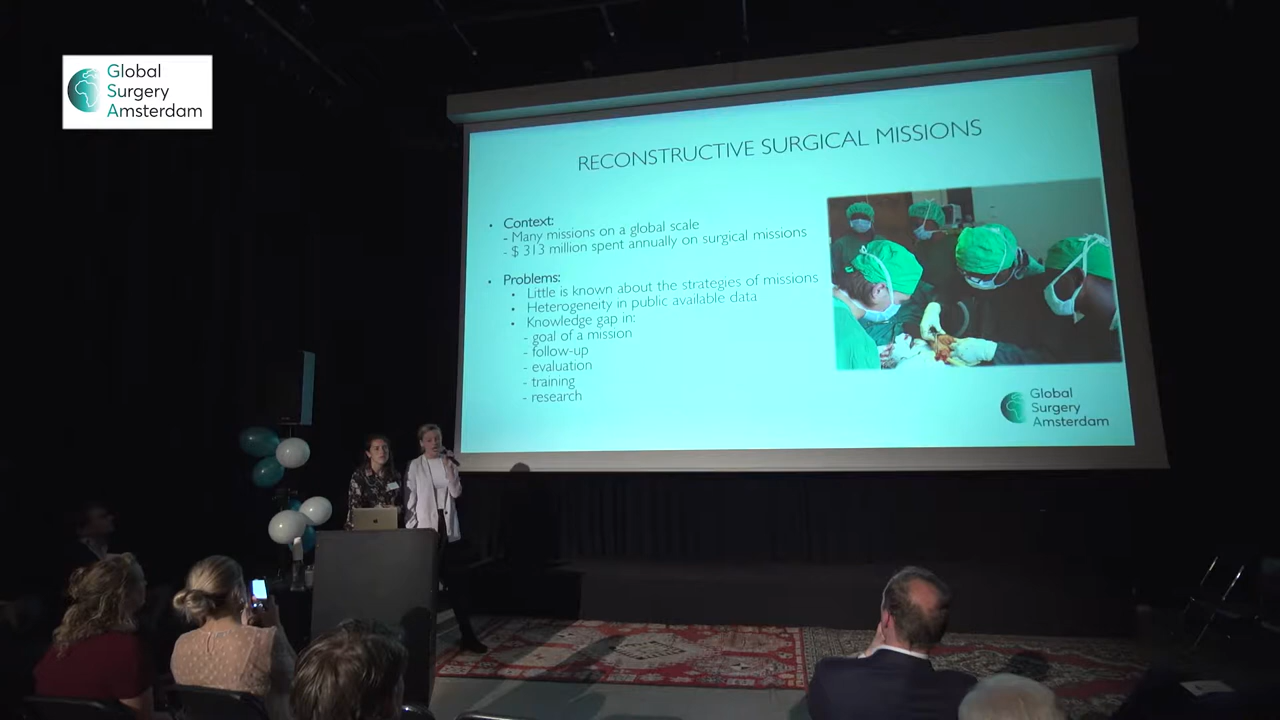 Global
Surgery
Amsterdam
RECONSTRUCTIVE SURGICAL MISSIONS
• Context:
- Many missions on a global scale
- $ 313 million spent annually on surgical missions
• Problems:
• Little is known about the strategies of missions
• Heterogeneity in public available data
• Knowledge gap in:
- goal of a mission
- follow-up
- evaluation
- training
- research
Global
Surgery
Amsterdam